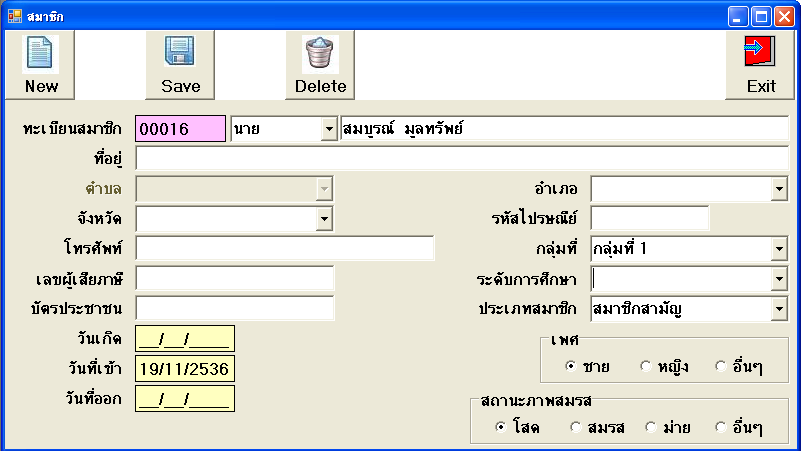 สมาชิก
New Save Delete Exit
ทะเบียนสมาชิก 00016 นาย สมบูรณ์ มูลทรัพย์
ที่อยู่
ตำบล อำเภอ
จังหวัด รหัสไปรษณีย์
โทรศัพท์ กลุ่มที่ กลุ่มที่ 1
เลขผู้เสียภาษี ระดับการศึกษา
บัตรประชาชน ประเภทสมาชิก สมาชิกสามัญ
วันเกิด __/__/____ เพศ
วันที่เข้า 19/11/2536 ชาย หญิง อื่นๆ
วันที่ออก __/__/____ สถานะภาพสมรส
โสด สมรส ม่าย อื่นๆ